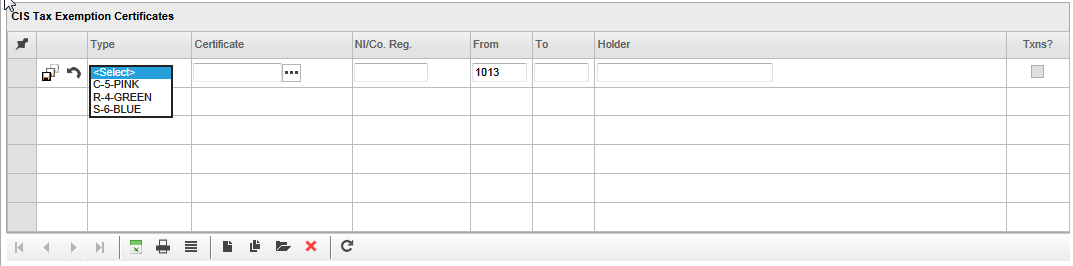 CIS Tax Exemption Certificates
Type Certificate NI/Co. Reg. From To Holder Txns?
<Select> 1013
C-5-PINK
R-4-GREEN
S-6-BLUE